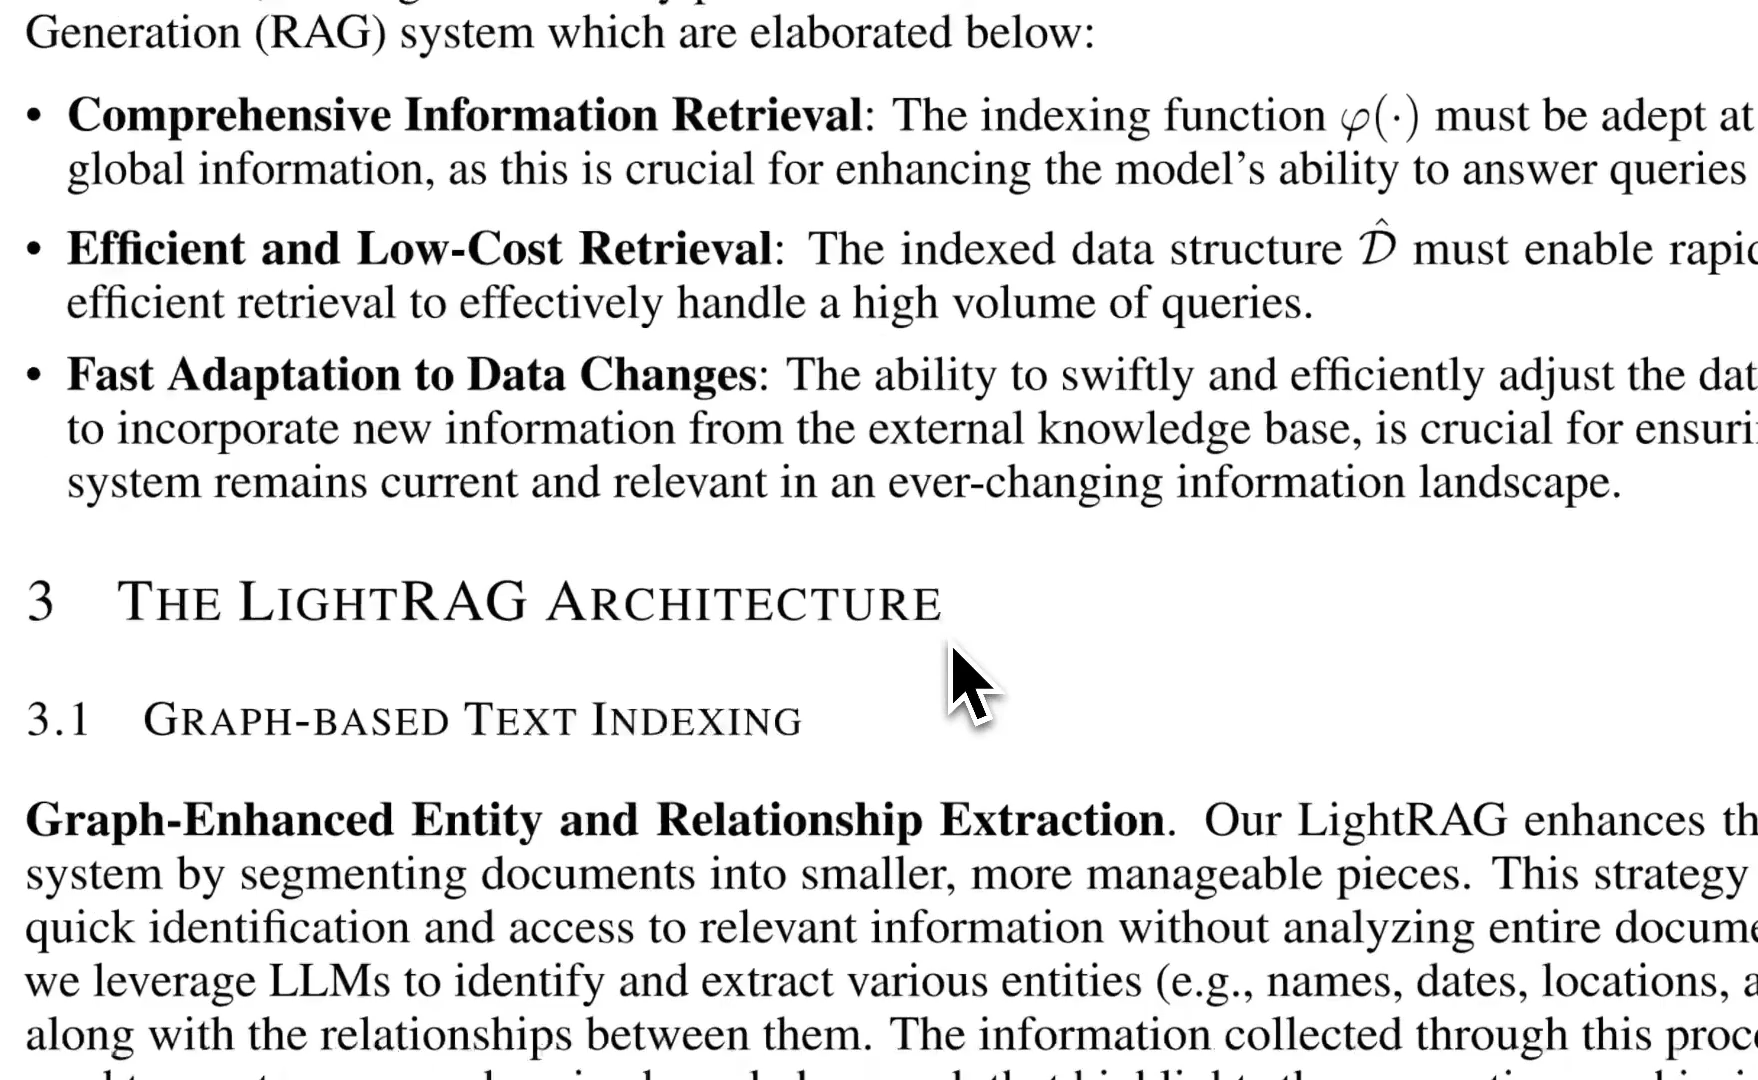 Generation (RAG) system which are elaborated below:
• Comprehensive Information Retrieval: The indexing function φ(·) must be adept at
global information, as this is crucial for enhancing the model’s ability to answer queries
• Efficient and Low-Cost Retrieval: The indexed data structure D̂ must enable
efficient retrieval to effectively handle a high volume of queries.
• Fast Adaptation to Data Changes: The ability to swiftly and efficiently adjust the
to incorporate new information from the external knowledge base, is crucial for
system remains current and relevant in an ever-changing information landscape.
3 THE LIGHTRAG ARCHITECTURE
3.1 GRAPH-BASED TEXT INDEXING
Graph-Enhanced Entity and Relationship Extraction. Our LightRAG enhances
system by segmenting documents into smaller, more manageable pieces. This strategy
quick identification and access to relevant information without analyzing entire
we leverage LLMs to identify and extract various entities (e.g., names, dates, locations,
along with the relationships between them. The information collected through this